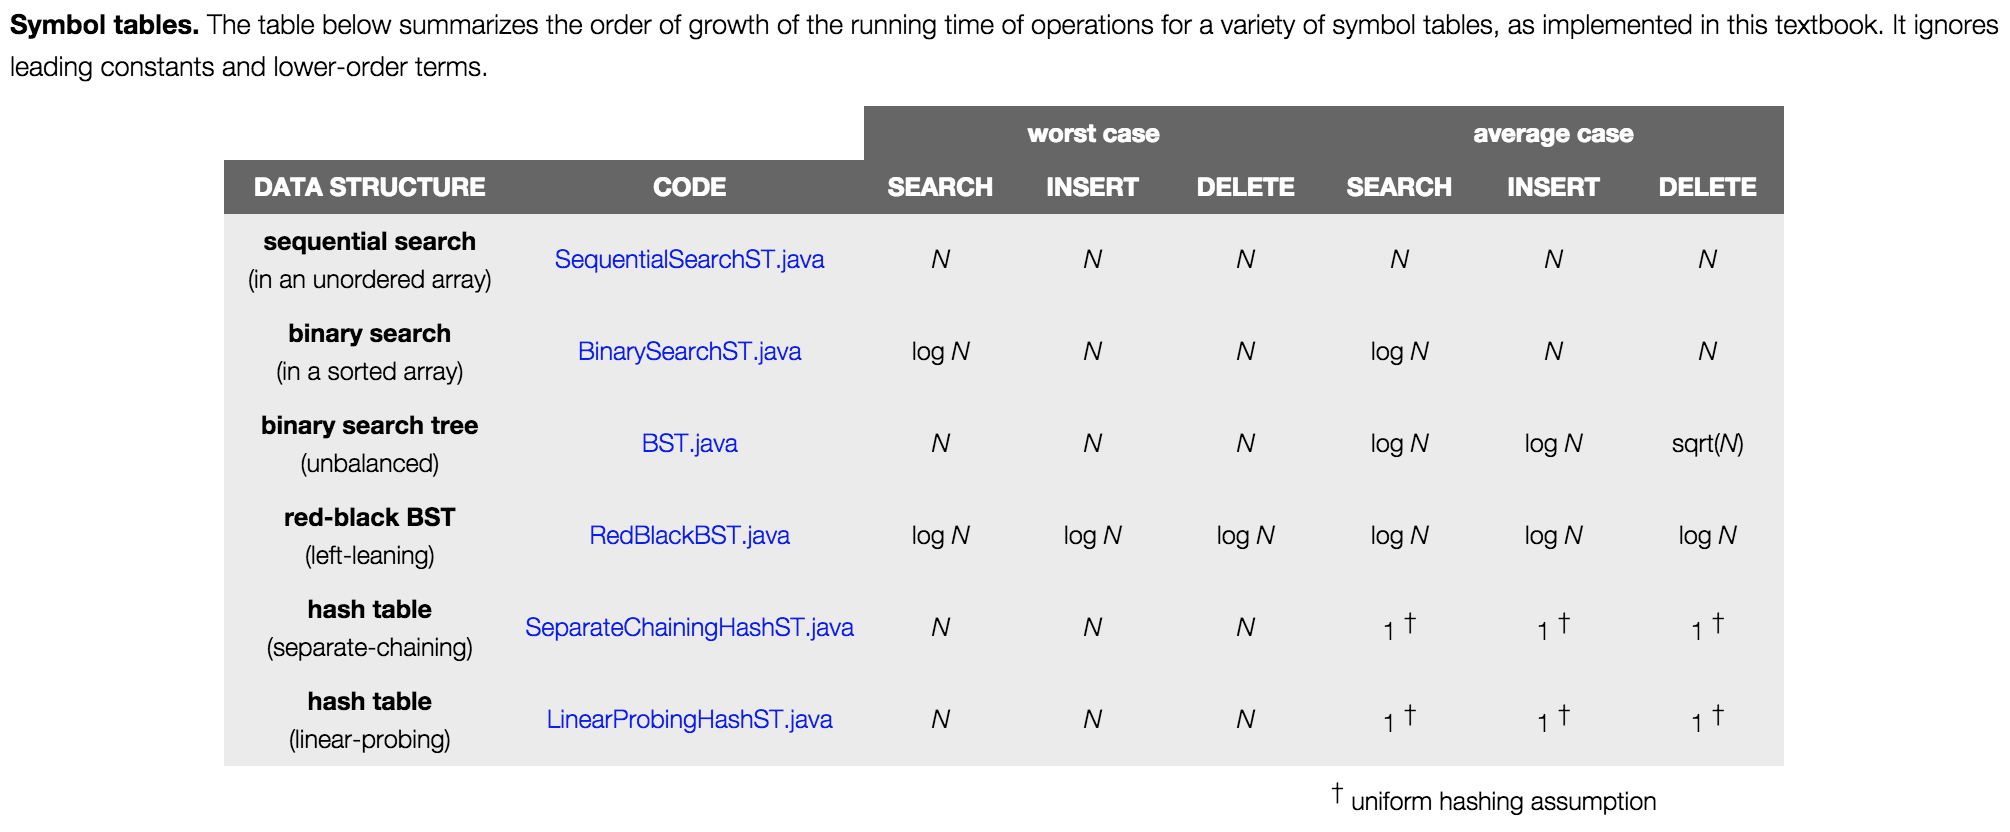 Symbol tables. The table below summarizes the order of growth of the running time of operations for a variety of symbol tables, as implemented in this textbook. It ignores
leading constants and lower-order terms.
worst case average case
DATA STRUCTURE CODE SEARCH INSERT DELETE SEARCH INSERT DELETE
sequential search
(in an unordered array) SequentialSearchST.java N N N N N N
binary search
(in a sorted array) BinarySearchST.java log N N N log N N N
binary search tree
(unbalanced) BST.java N N N log N log N sqrt(N)
red-black BST
(left-leaning) RedBlackBST.java log N log N log N log N log N log N
hash table
(separate-chaining) SeparateChainingHashST.java N N N 1 † 1 † 1 †
hash table
(linear-probing) LinearProbingHashST.java N N N 1 † 1 † 1 †
† uniform hashing assumption